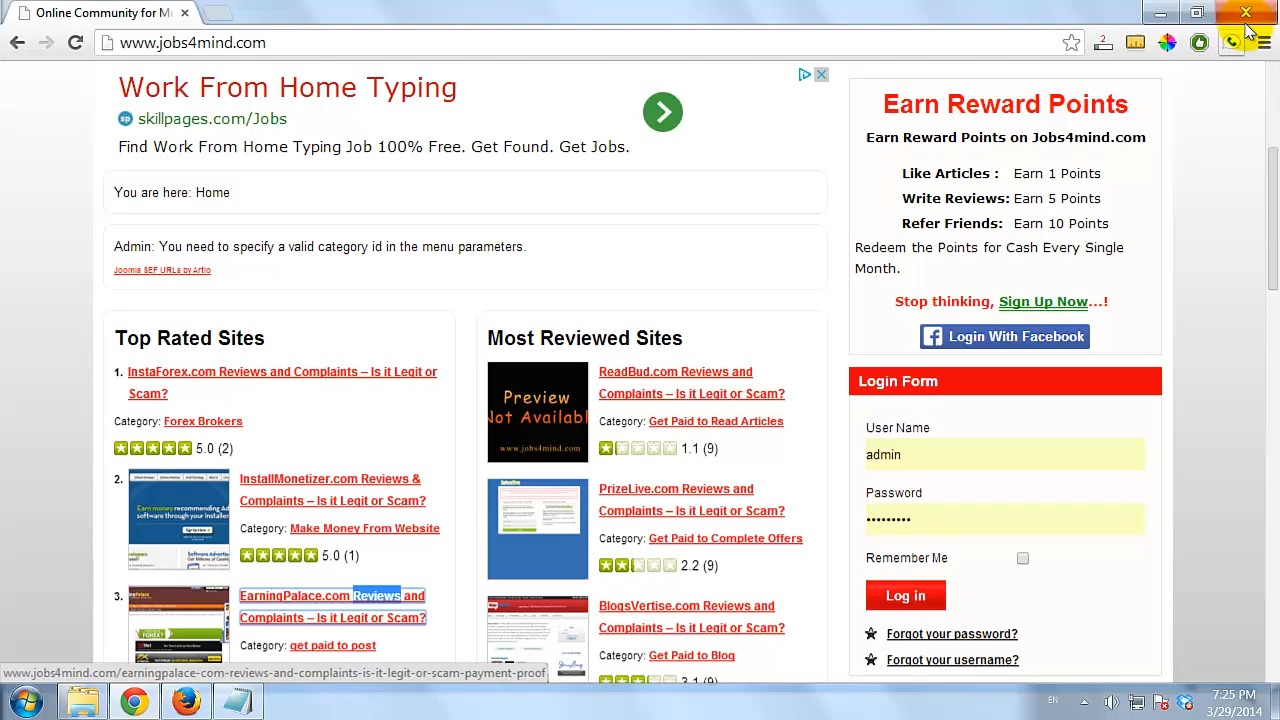 Online Community for M
www.jobs4mind.com
2
Work From Home Typing
sp skillpages.com/Jobs
Find Work From Home Typing Job 100% Free. Get Found. Get Jobs.
You are here: Home
Admin: You need to specify a valid category id in the menu parameters.
Joomla SEF URLs by Artio
Top Rated Sites
1. InstaForex.com Reviews and Complaints – Is it Legit or
Scam?
Category: Forex Brokers
5.0 (2)
2. InstallMonetizer.com Reviews &
Complaints – Is it Legit or Scam?
Category: Make Money From Website
5.0 (1)
3. EarningPalace.com Reviews and
Complaints – Is it Legit or Scam?
Category: get paid to post
Most Reviewed Sites
Preview
Not Availabl
www.jobs4mind.com
ReadBud.com Reviews and
Complaints – Is it Legit or Scam?
Category: Get Paid to Read Articles
1.1 (9)
PrizeLive.com Reviews and
Complaints – Is it Legit or Scam?
Category: Get Paid to Complete Offers
2.2 (9)
BlogsVertise.com Reviews and
Complaints – Is it Legit or Scam?
Category: Get Paid to Blog
3.1 (9)
Earn Reward Points
Earn Reward Points on Jobs4mind.com
Like Articles : Earn 1 Points
Write Reviews: Earn 5 Points
Refer Friends: Earn 10 Points
Redeem the Points for Cash Every Single
Month.
Stop thinking, Sign Up Now...!
Login With Facebook
Login Form
User Name
admin
Password
Remember Me
Log in
Forgot your password?
Forgot your username?
www.jobs4mind.com/earningpalace-com-reviews-and-complaints-is-it-legit-or-scam-payment-proof
EN
7:25 PM
3/29/2014